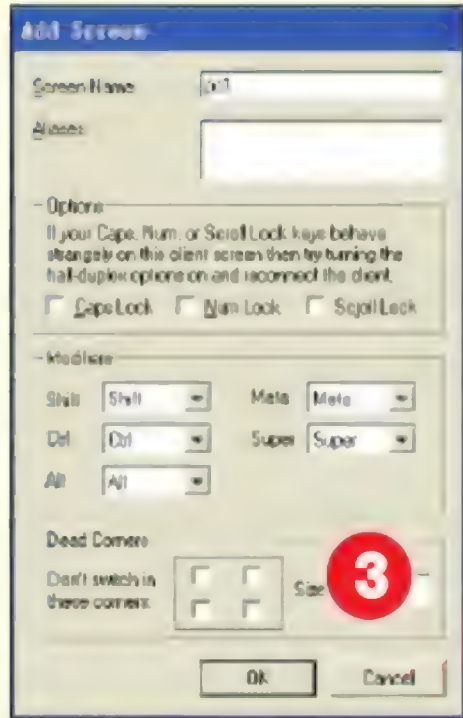 Add Screen
Screen Name:
Aliases:
Options
If your Caps, Num, or Scroll Lock keys behave
strangely on this client screen then try turning the
half-duplex options on and reconnect the client.
Caps Lock Num Lock Scroll Lock
Modifiers
Shift Shift Meta Meta
Ctrl Ctrl Super Super
Alt Alt
Dead Corners
Don't switch in
these corners:
Size
3
OK Cancel